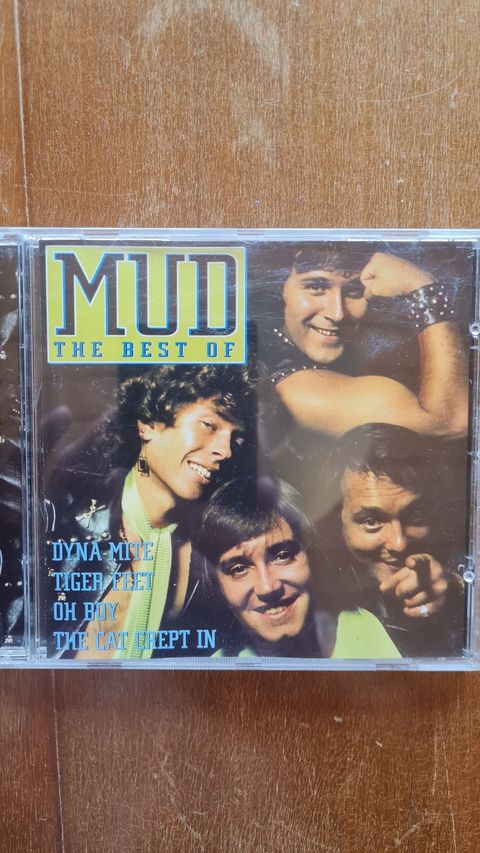 MUD
THE BEST OF
DYNA MITE
TIGER FEET
OH BOY
THE CAT CREPT IN